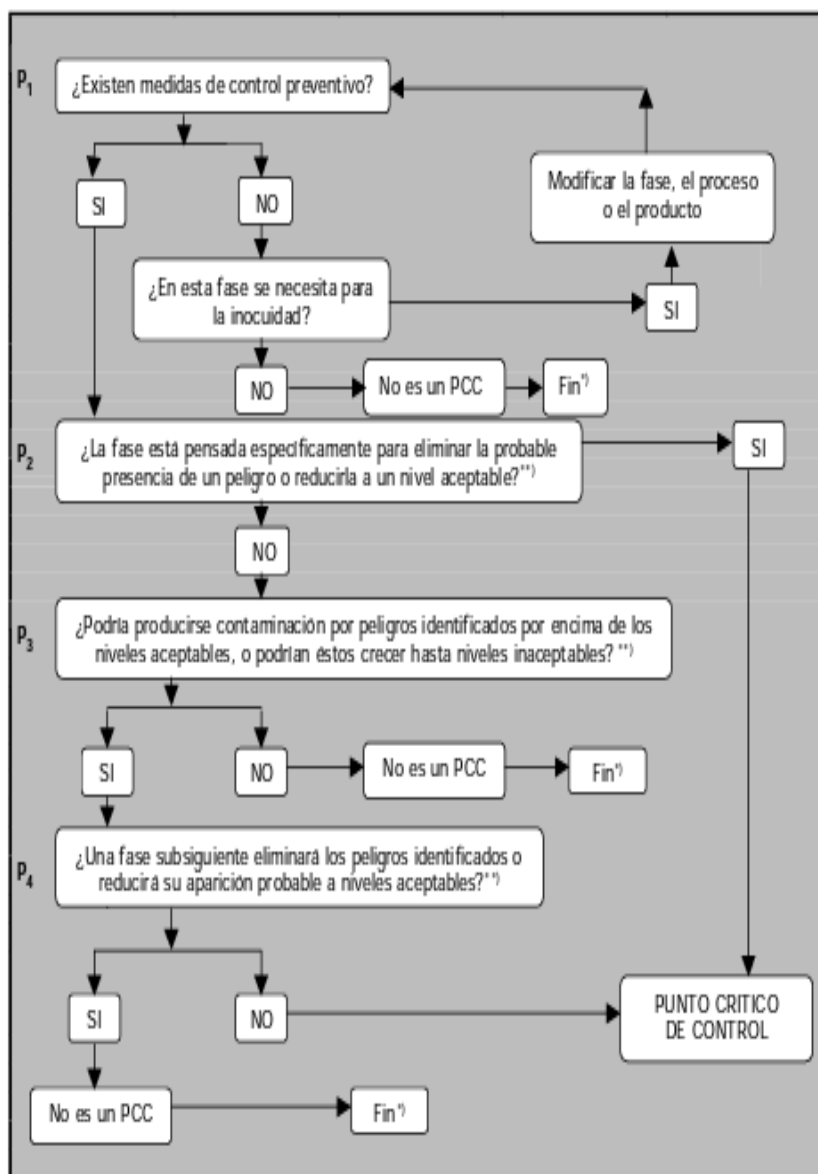 P1
¿Existen medidas de control preventivo?
SI
NO
Modificar la fase, el proceso
o el producto
¿En esta fase se necesita para
la inocuidad?
SI
NO
No es un PCC
Fin*)
P2
¿La fase está pensada específicamente para eliminar la probable
presencia de un peligro o reducirla a un nivel aceptable?**)
SI
NO
P3
¿Podría producirse contaminación por peligros identificados por encima de los
niveles aceptables, o podrían éstos crecer hasta niveles inaceptables? **)
SI
NO
No es un PCC
Fin*)
P4
¿Una fase subsiguiente eliminará los peligros identificados o
reducirá su aparición probable a níveles aceptables?**)
SI
NO
PUNTO CRITICO
DE CONTROL
No es un PCC
Fin*)